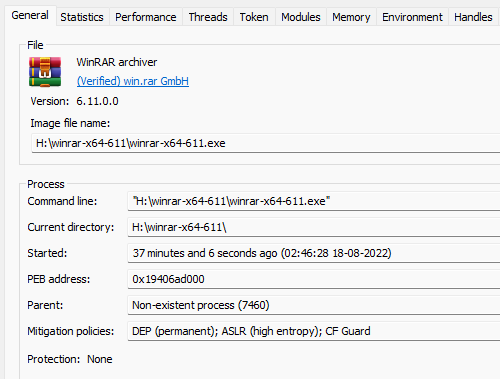 General Statistics Performance Threads Token Modules Memory Environment Handles
File
WinRAR archiver
(Verified) win.rar GmbH
Version: 6.11.0.0
Image file name:
H:\winrar-x64-611\winrar-x64-611.exe
Process
Command line: "H:\winrar-x64-611\winrar-x64-611.exe"
Current directory: H:\winrar-x64-611\
Started: 37 minutes and 6 seconds ago (02:46:28 18-08-2022)
PEB address: 0x19406ad000
Parent: Non-existent process (7460)
Mitigation policies: DEP (permanent); ASLR (high entropy); CF Guard
Protection: None